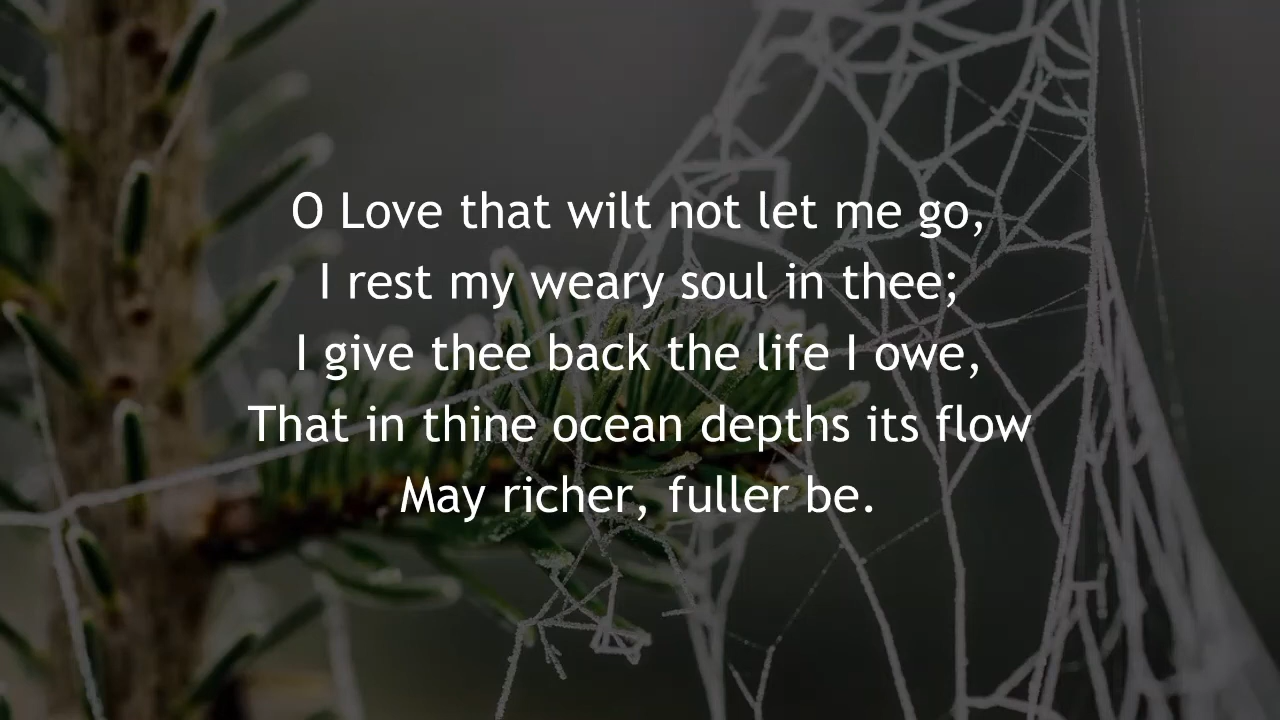 O Love that wilt not let me go,
I rest my weary soul in thee;
I give thee back the life I owe,
That in thine ocean depths its flow
May richer, fuller be.